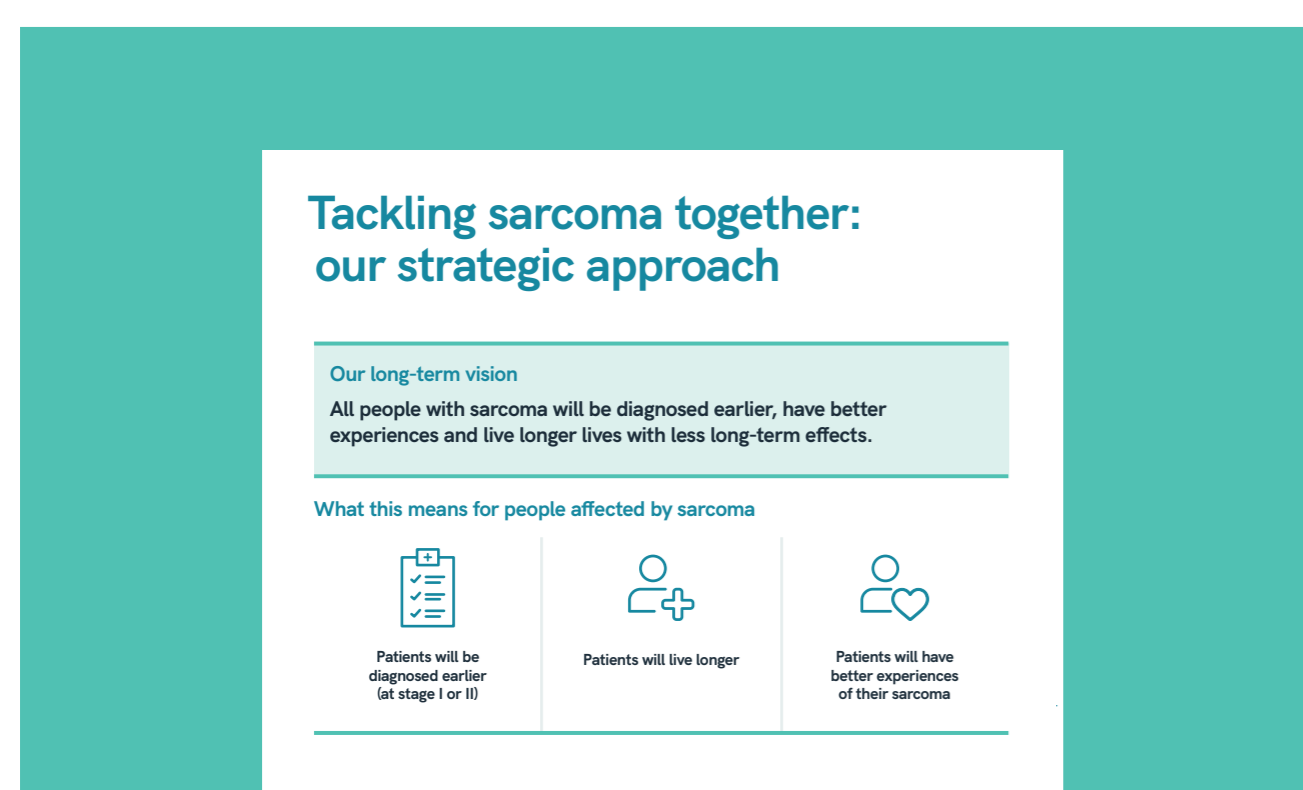 Tackling sarcoma together:
our strategic approach
Our long-term vision
All people with sarcoma will be diagnosed earlier, have better
experiences and live longer lives with less long-term effects.
What this means for people affected by sarcoma
Patients will be
diagnosed earlier
(at stage I or II)
Patients will live longer
Patients will have
better experiences
of their sarcoma